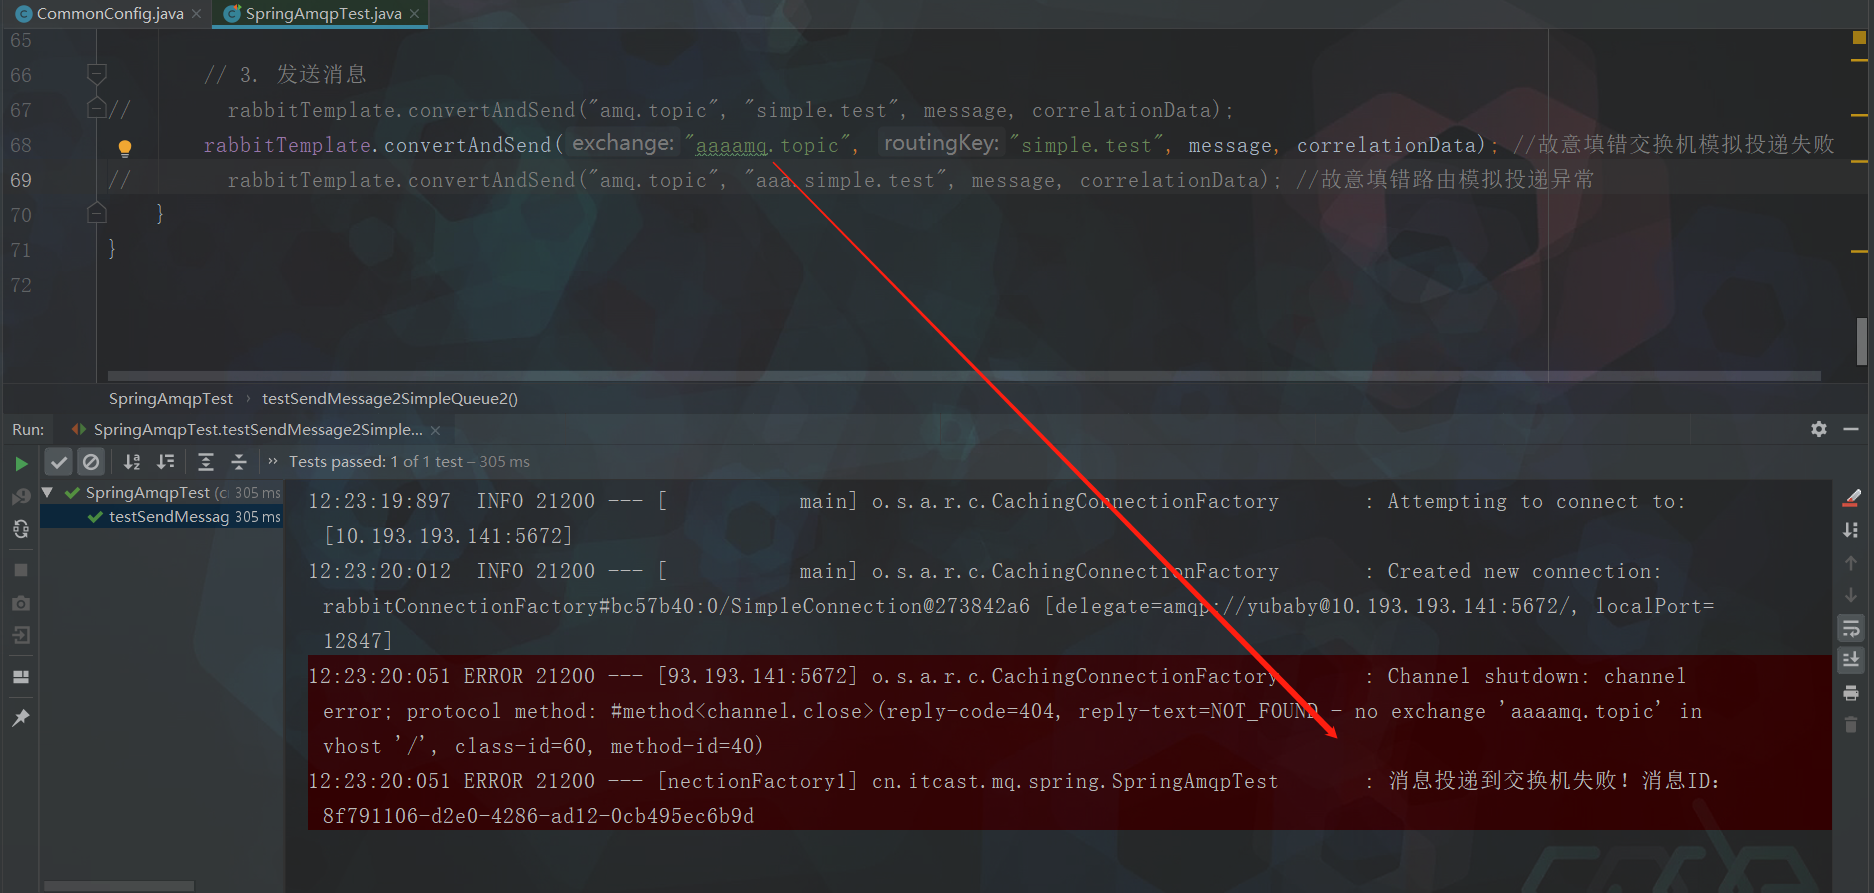 CommonConfig.java
SpringAmqpTest.java
65
66 // 3. 发送消息
67 // rabbitTemplate.convertAndSend("amq.topic", "simple.test", message, correlationData);
68 rabbitTemplate.convertAndSend( exchange: "aaaamq.topic", routingKey: "simple.test", message, correlationData); //故意填错交换机模拟投递失败
69 // rabbitTemplate.convertAndSend("amq.topic", "aaa.simple.test", message, correlationData); //故意填错路由模拟投递异常
70 }
71 }
72
SpringAmqpTest › testSendMessage2SimpleQueue2()
Run: SpringAmqpTest.testSendMessage2Simple...
» Tests passed: 1 of 1 test – 305 ms
SpringAmqpTest (c 305 ms
testSendMessag 305 ms
12:23:19:897 INFO 21200 --- [ main] o.s.a.r.c.CachingConnectionFactory : Attempting to connect to:
[10.193.193.141:5672]
12:23:20:012 INFO 21200 --- [ main] o.s.a.r.c.CachingConnectionFactory : Created new connection:
rabbitConnectionFactory#bc57b40:0/SimpleConnection@273842a6 [delegate=amqp://yubaby@10.193.193.141:5672/, localPort=
12847]
12:23:20:051 ERROR 21200 --- [93.193.141:5672] o.s.a.r.c.CachingConnectionFactory : Channel shutdown: channel
error; protocol method: #method<channel.close>(reply-code=404, reply-text=NOT_FOUND - no exchange 'aaaamq.topic' in
vhost '/', class-id=60, method-id=40)
12:23:20:051 ERROR 21200 --- [nectionFactory1] cn.itcast.mq.spring.SpringAmqpTest : 消息投递到交换机失败！消息ID：
8f791106-d2e0-4286-ad12-0cb495ec6b9d